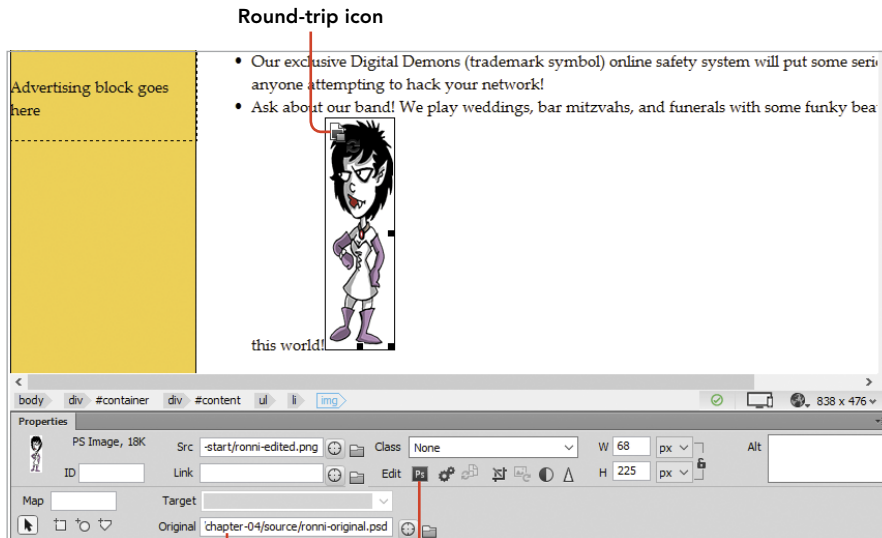 Round-trip icon
Our exclusive Digital Demons (trademark symbol) online safety system will put some seri
anyone attempting to hack your network!
Ask about our band! We play weddings, bar mitzvahs, and funerals with some funky bea
this world!
Advertising block goes
here
body div #container div #content ul li img 838 x 476
Properties
PS Image, 18K Src -start/ronni-edited.png Class None W 68 px Alt
ID Link Edit Ps H 225 px
Map Target
Original chapter-04/source/ronni-original.psd